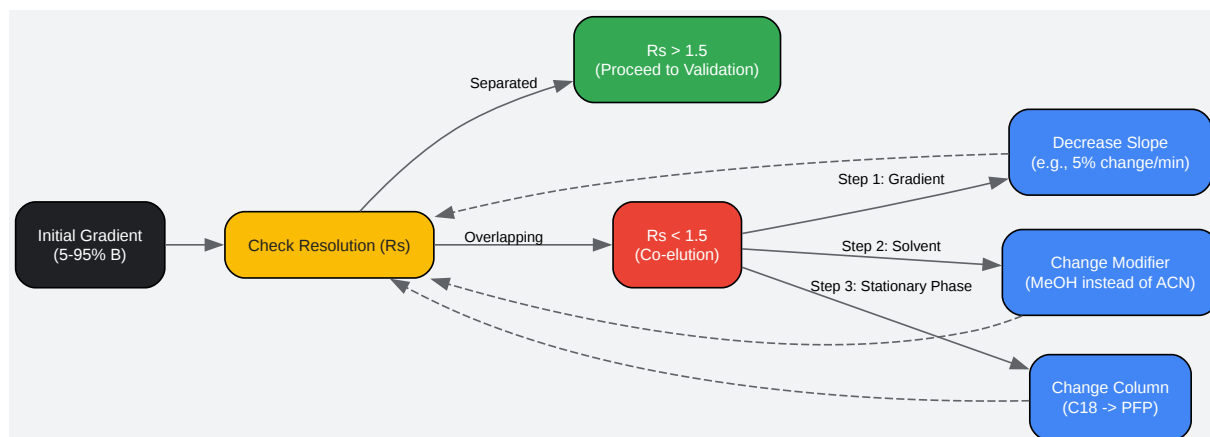 Initial Gradient
(5-95% B)
Check Resolution (Rs)
Separated
Rs > 1.5
(Proceed to Validation)
Overlapping
Rs < 1.5
(Co-elution)
Step 1: Gradient
Decrease Slope
(e.g., 5% change/min)
Step 2: Solvent
Change Modifier
(MeOH instead of ACN)
Step 3: Stationary Phase
Change Column
(C18 -> PFP)